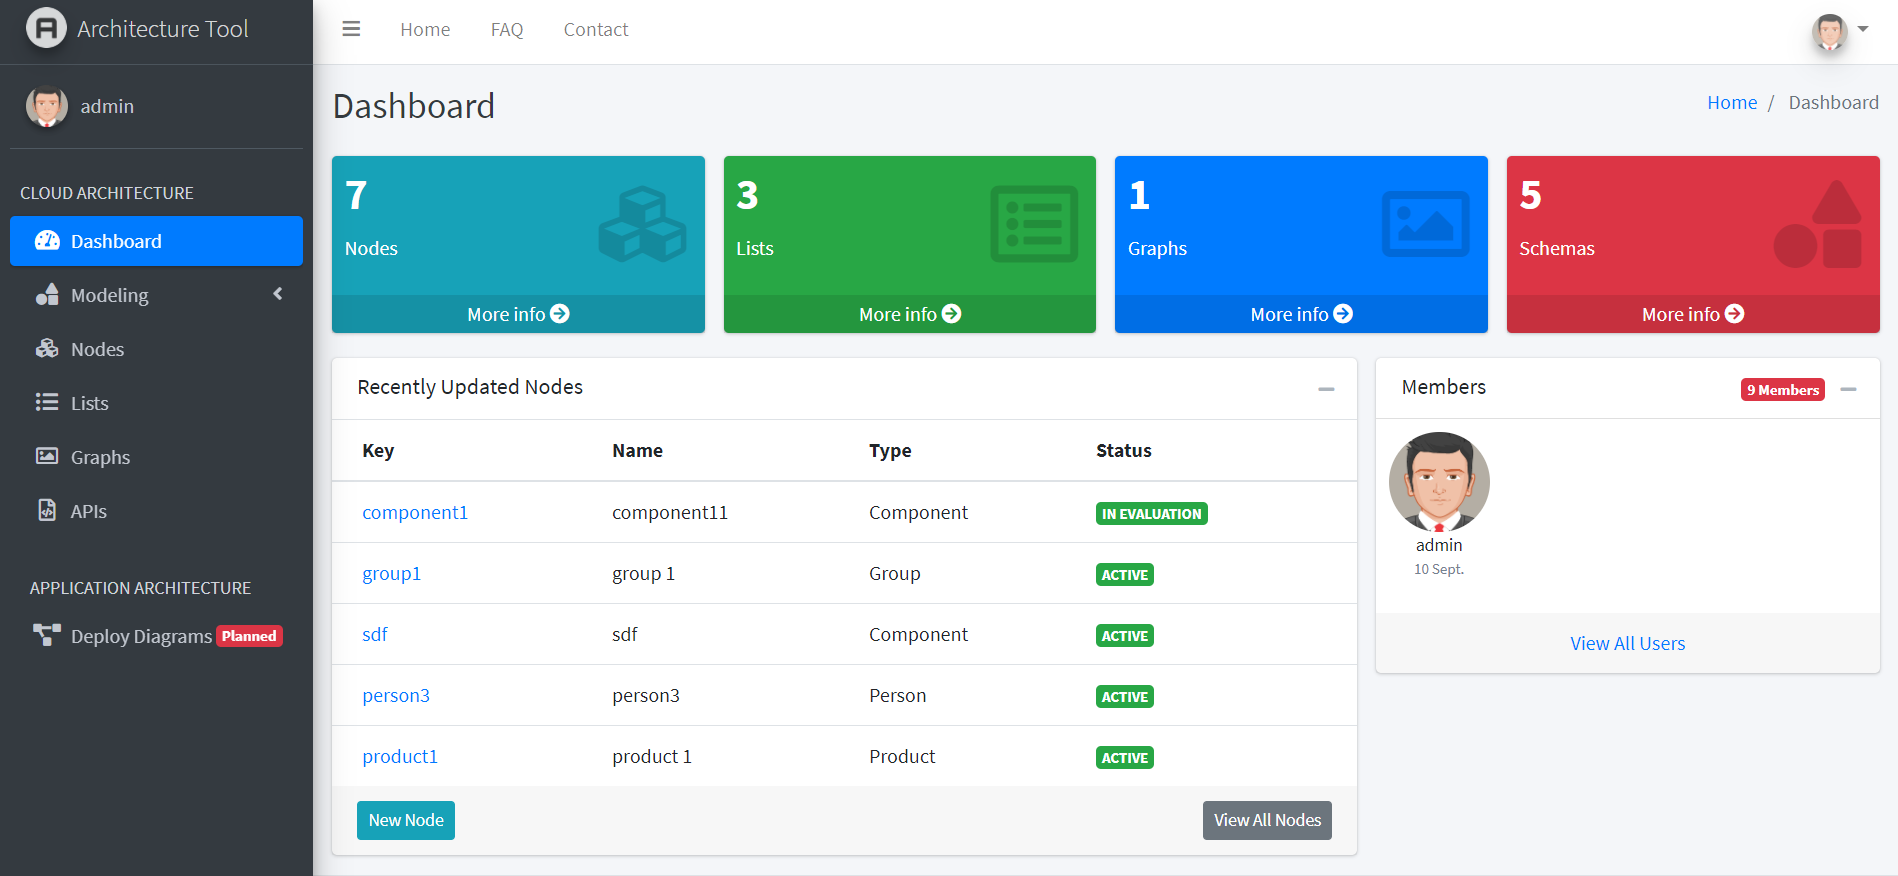 Architecture Tool
Home FAQ Contact
admin
Dashboard
Home / Dashboard
CLOUD ARCHITECTURE
Dashboard
Modeling
Nodes
Lists
Graphs
APIs
APPLICATION ARCHITECTURE
Deploy Diagrams Planned
7
Nodes
More info
3
Lists
More info
1
Graphs
More info
5
Schemas
More info
Recently Updated Nodes
Key Name Type Status
component1 component11 Component IN EVALUATION
group1 group 1 Group ACTIVE
sdf sdf Component ACTIVE
person3 person3 Person ACTIVE
product1 product 1 Product ACTIVE
New Node View All Nodes
Members 9 Members
admin
10 Sept.
View All Users